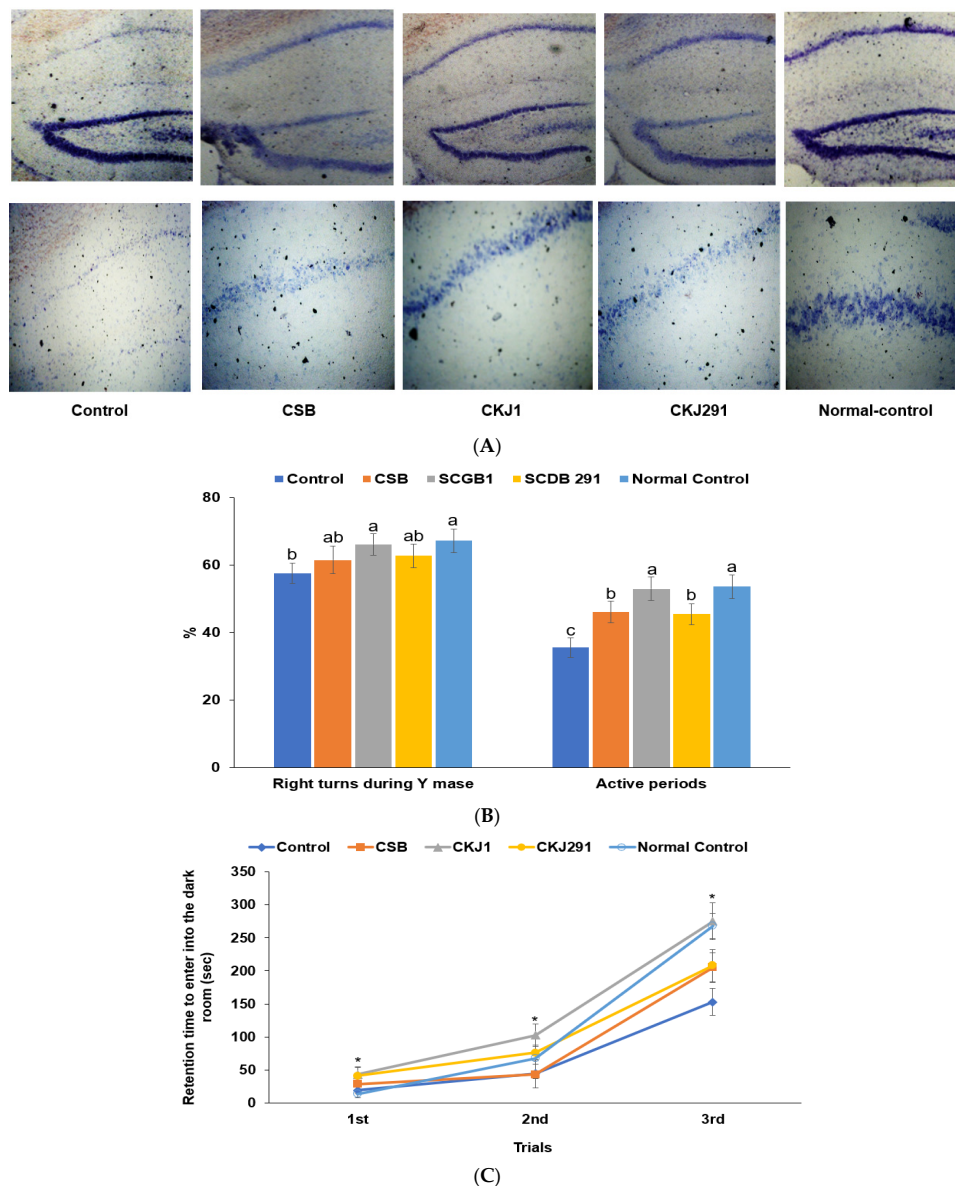 Control CSB CKJ1 CKJ291 Normal-control
(A)
Control CSB SCGB1 SCDB 291 Normal Control
80
60
40
20
0
%
b ab a ab a
c b a b a
Right turns during Y mase Active periods
(B)
Control CSB CKJ1 CKJ291 Normal Control
Retention time to enter into the dark
room (sec)
350
300
250
200
150
100
50
0
* * *
1st 2nd 3rd
Trials
(C)